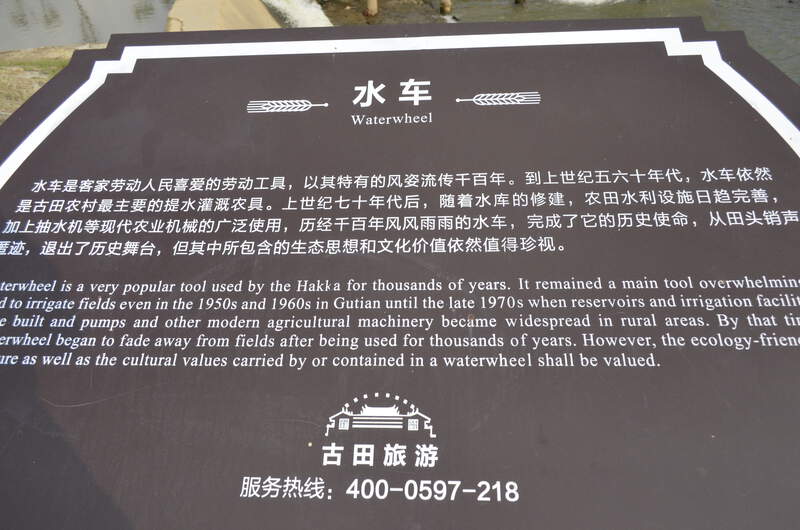 水车
Waterwheel
水车是客家劳动人民喜爱的劳动工具，以其特有的风姿流传千百年。到上世纪五六十年代，水车依然
是古田农村最主要的提水灌溉农具。上世纪七十年代后，随着水库的修建，农田水利设施日趋完善，
加上抽水机等现代农业机械的广泛使用，历经千百年风风雨雨的水车，完成了它的历史使命，从田头销声
匿迹，退出了历史舞台，但其中所包含的生态思想和文化价值依然值得珍视。
terwheel is a very popular tool used by the Hakka for thousands of years. It remained a main tool overwhelming
d to irrigate fields even in the 1950s and 1960s in Gutian until the late 1970s when reservoirs and irrigation facilit
e built and pumps and other modern agricultural machinery became widespread in rural areas. By that tim
erwheel began to fade away from fields after being used for thousands of years. However, the ecology-friend
ure as well as the cultural values carried by or contained in a waterwheel shall be valued.
古田旅游
服务热线：400-0597-218